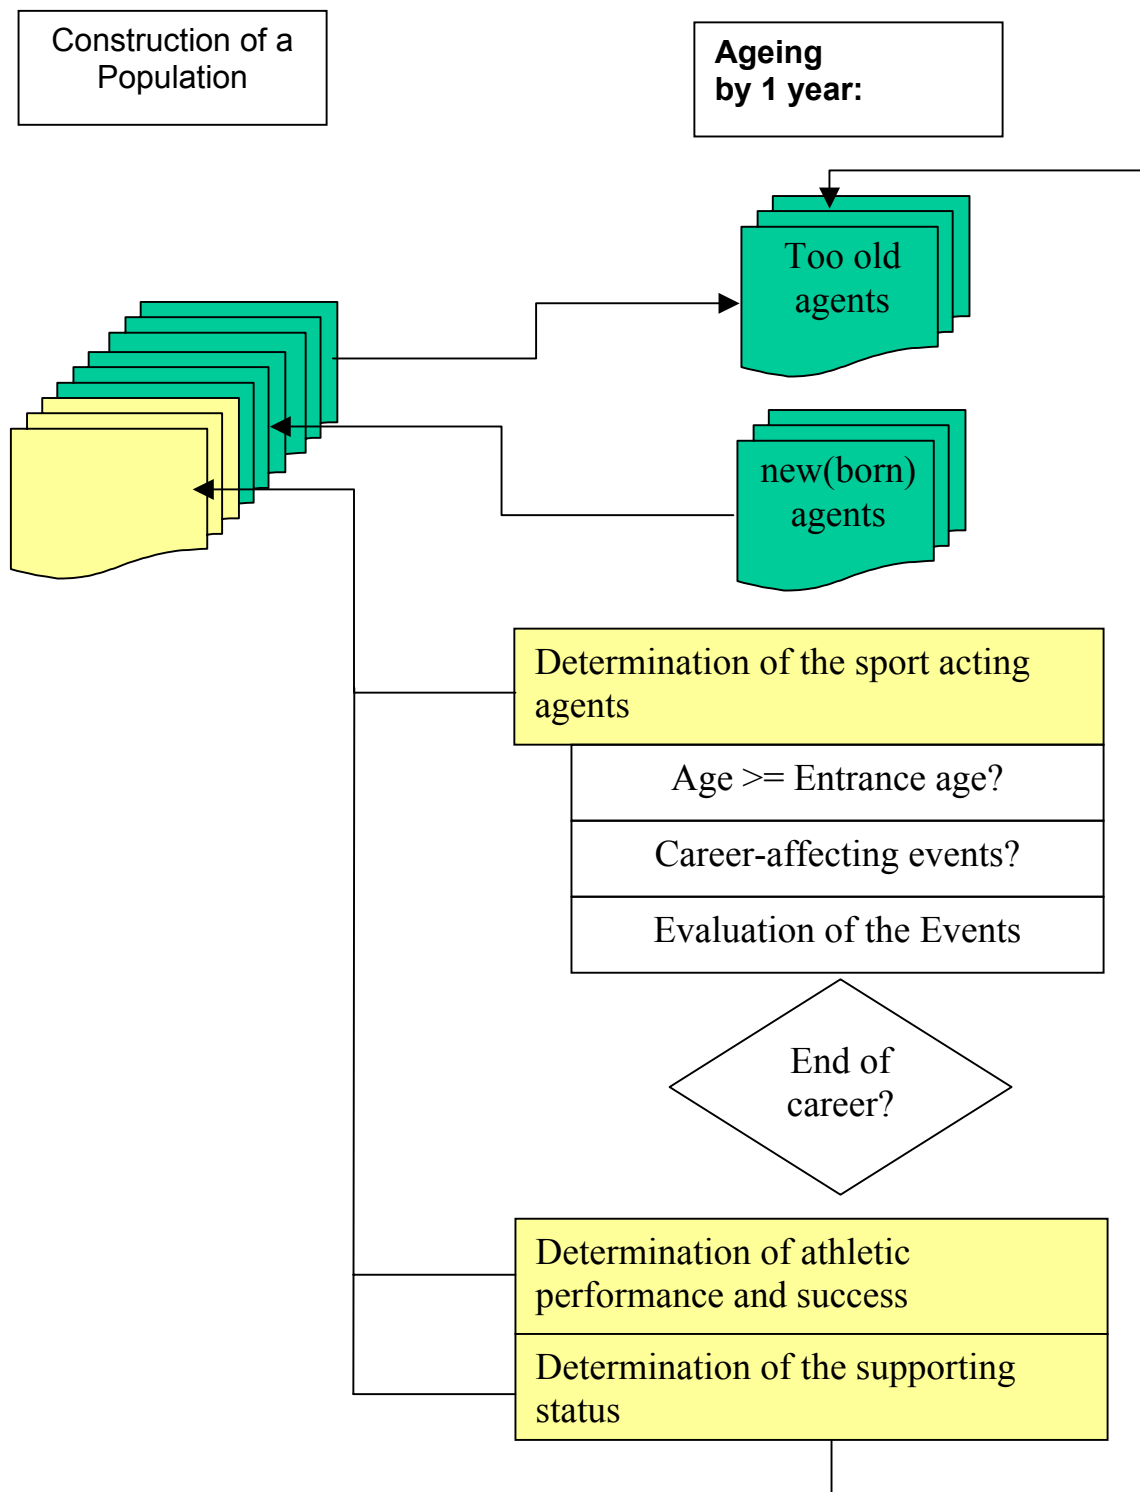 Construction of a
Population
Ageing
by 1 year:
Too old
agents
new(born)
agents
Determination of the sport acting
agents
Age >= Entrance age?
Career-affecting events?
Evaluation of the Events
End of
career?
Determination of athletic
performance and success
Determination of the supporting
status